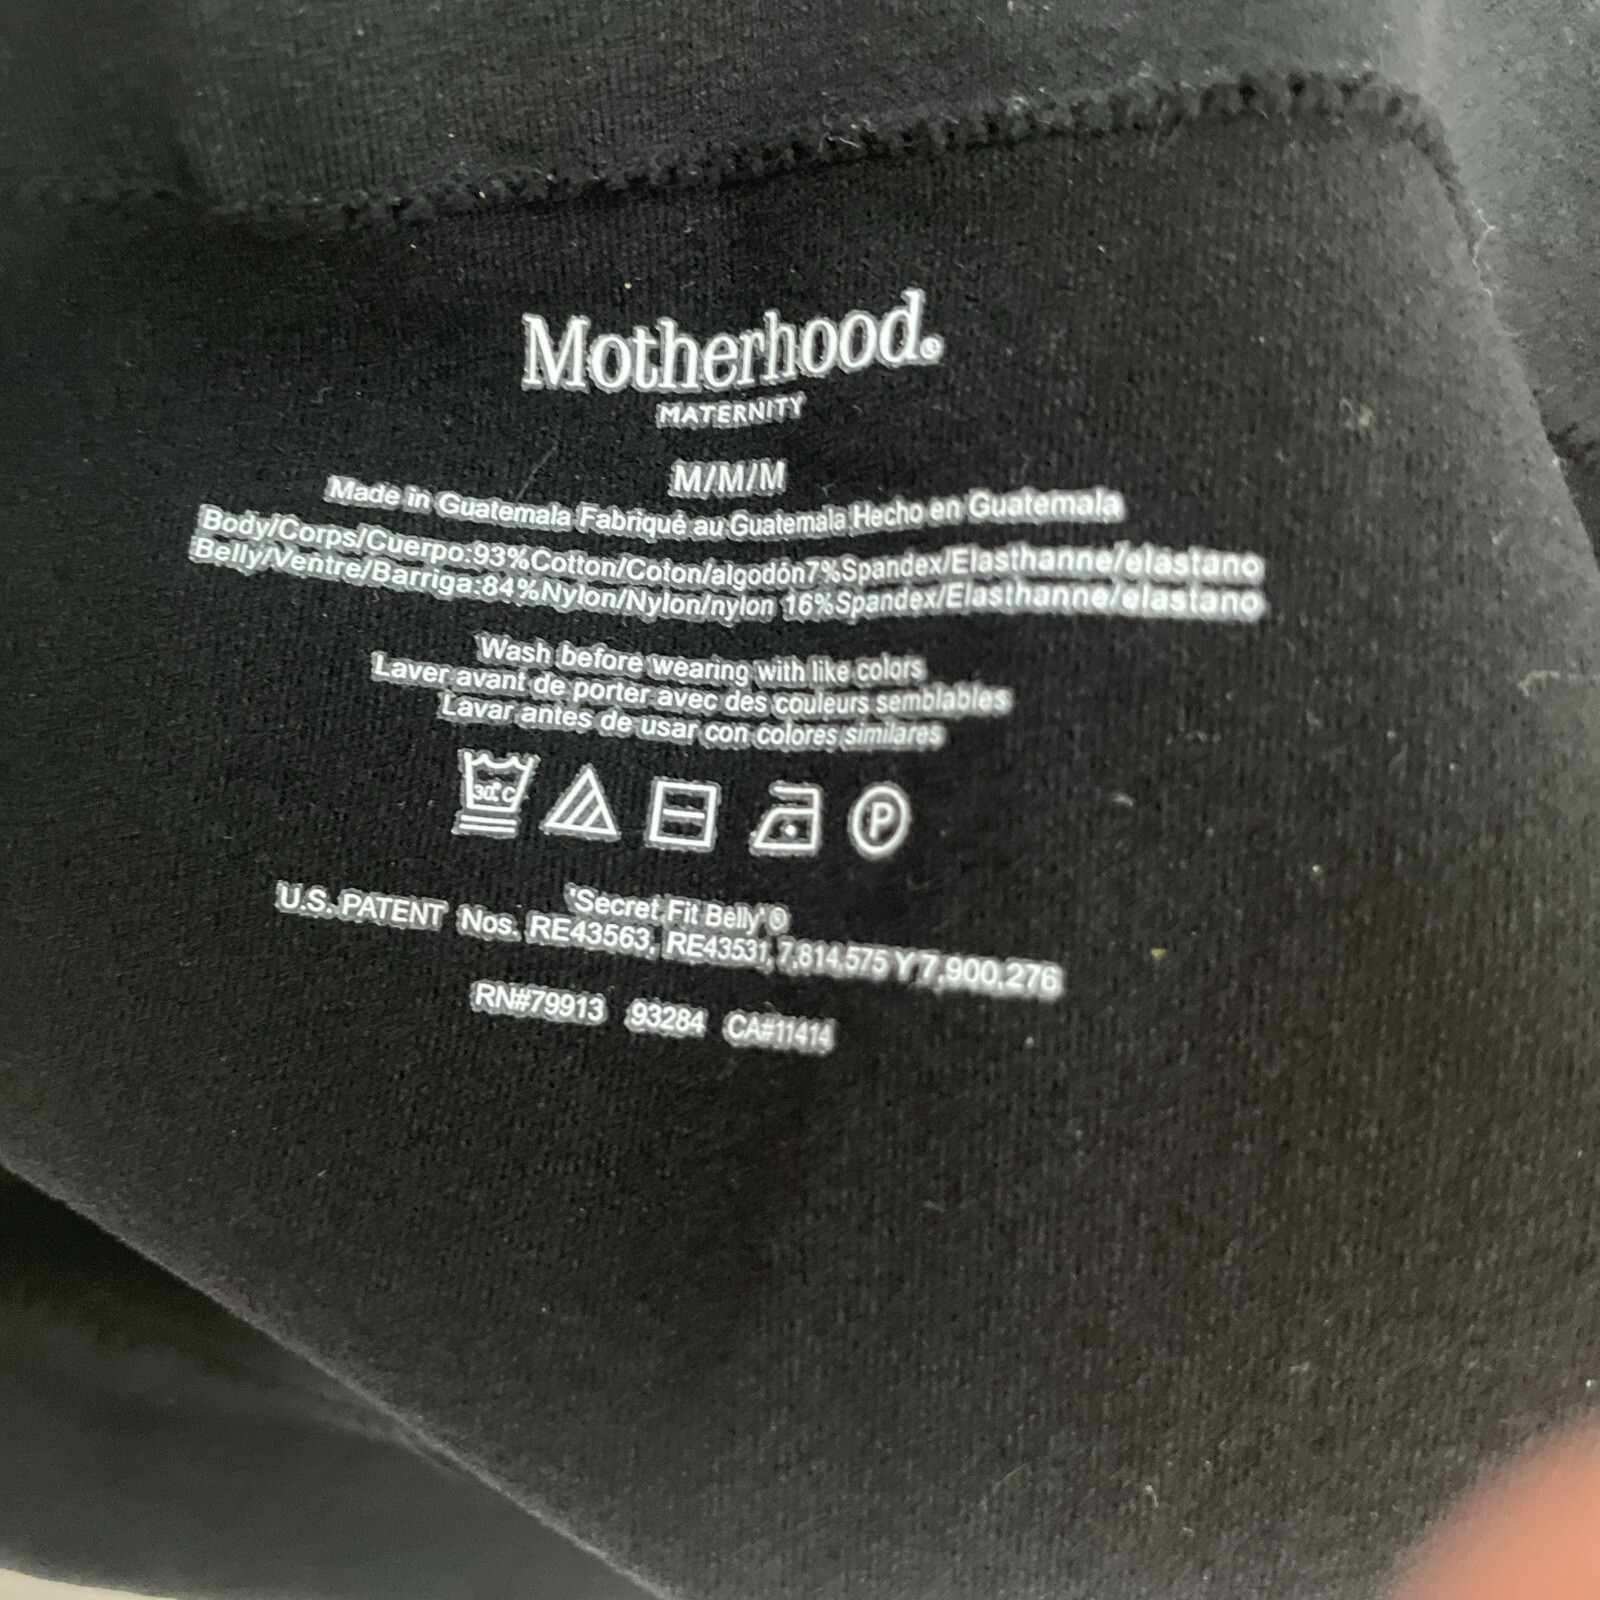 Motherhood®
MATERNITY
M/M/M
Made in Guatemala Fabriqué au Guatemala Hecho en Guatemala
Body/Corps/Cuerpo:93%Cotton/Coton/algodón7%Spandex/Elasthanne/elastano
Belly/Ventre/Barriga:84%Nylon/Nylon/nylon 16%Spandex/Elasthanne/elastano
Wash before wearing with like colors
Laver avant de porter avec des couleurs semblables
Lavar antes de usar con colores similares
30°C P
'Secret Fit Belly'®
U.S. PATENT Nos. RE43563, RE43531, 7,814,575 Y 7,900,276
RN#79913 93284 CA#11414